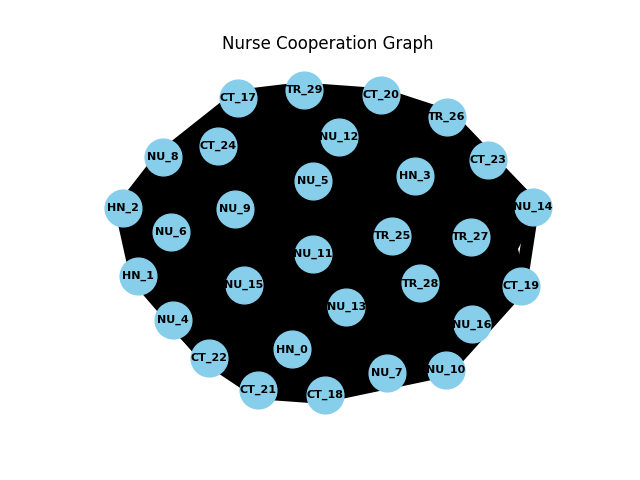 Nurse Cooperation Graph
TR_29
CT_20
CT_17
TR_26
NU_12
CT_24
NU_8
CT_23
HN_3
NU_5
HN_2
NU_9
NU_14
NU_6
TR_25
TR_27
NU_11
HN_1
TR_28
NU_15
CT_19
NU_13
NU_4
NU_16
HN_0
CT_22
NU_10
NU_7
CT_21
CT_18